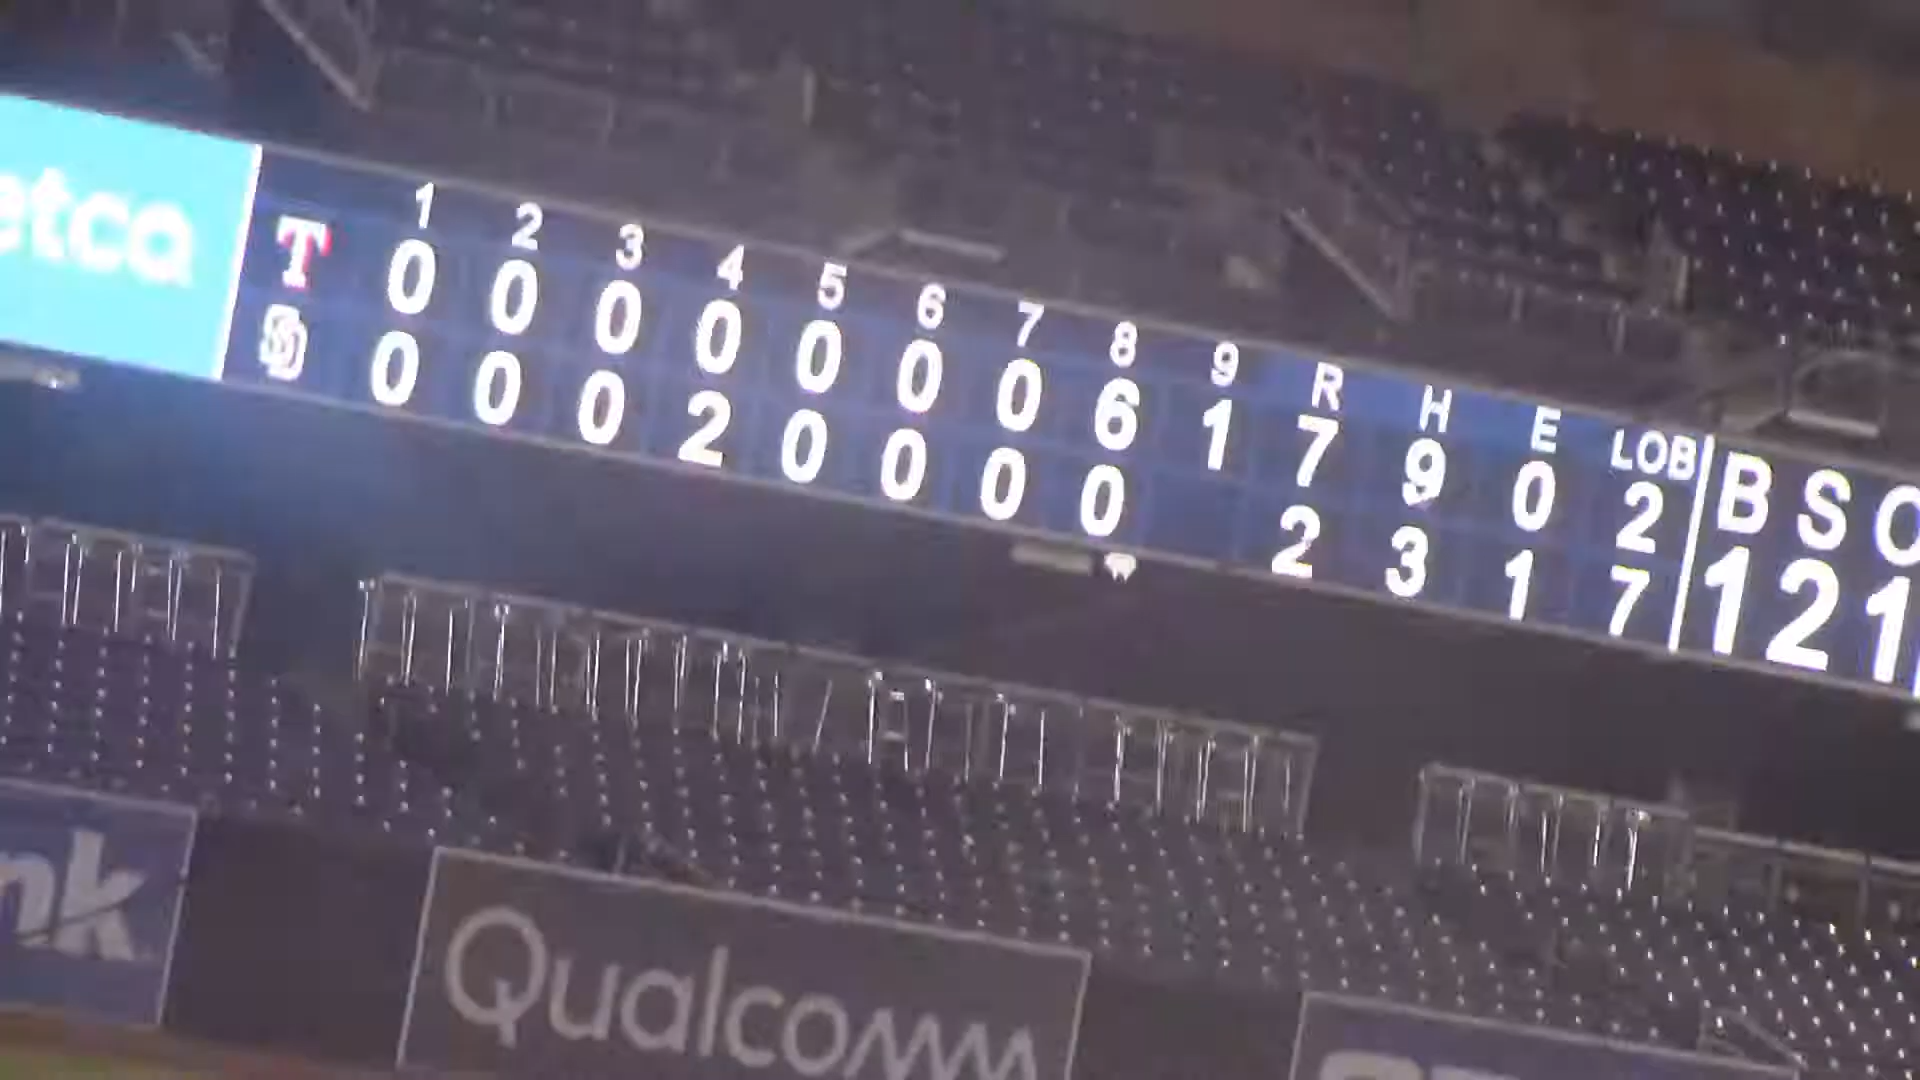 etco
1 2 3 4 5 6 7 8 9 R H E LOB B S O
T 0 0 0 0 0 0 0 6 1 7 9 0 2
SD 0 0 0 2 0 0 0 0 2 3 1 7
1 2 1
nk
Qualcomm